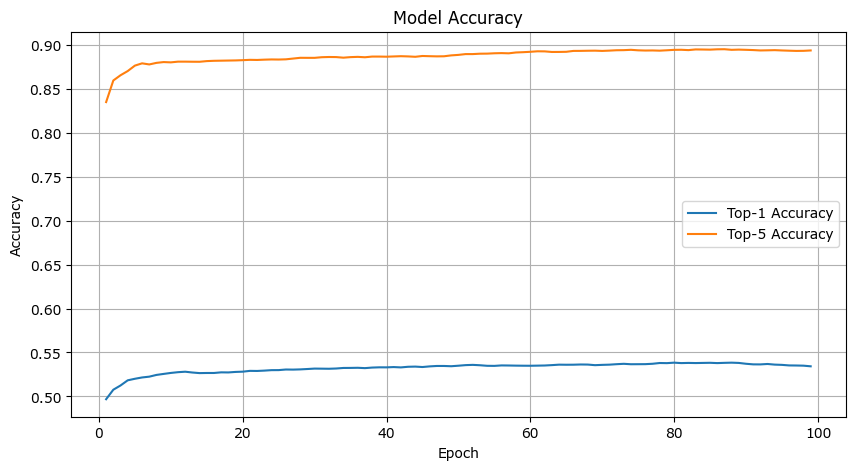 Model Accuracy
0.90
0.85
0.80
0.75
0.70
0.65
0.60
0.55
0.50
Accuracy
Top-1 Accuracy
Top-5 Accuracy
0 20 40 60 80 100
Epoch